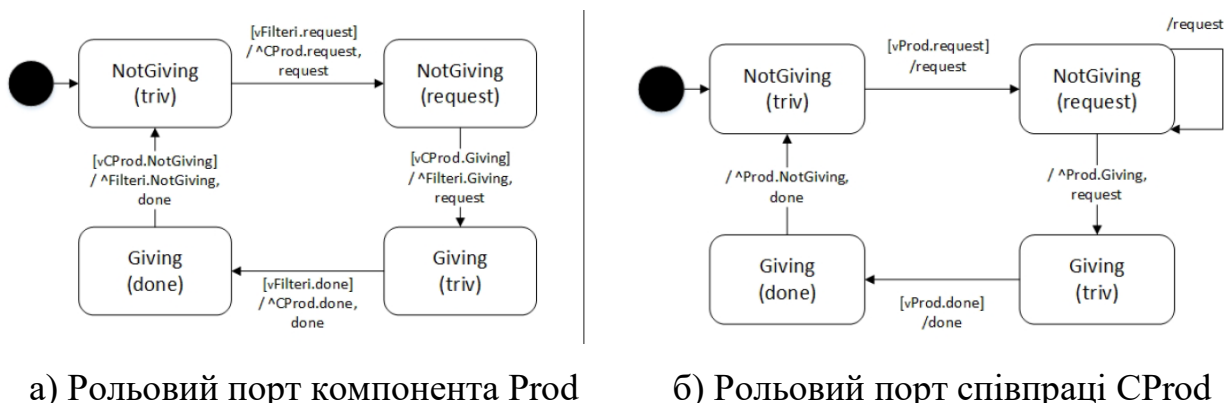 [vFilteri.request]
/ ^CProd.request,
request
NotGiving
(triv)
NotGiving
(request)
[vCProd.NotGiving]
/ ^Filteri.NotGiving,
done
[vCProd.Giving]
/ ^Filteri.Giving,
request
Giving
(done)
Giving
(triv)
[vFilteri.done]
/ ^CProd.done,
done
/request
[vProd.request]
/request
NotGiving
(triv)
NotGiving
(request)
/ ^Prod.NotGiving,
done
/ ^Prod.Giving,
request
Giving
(done)
Giving
(triv)
[vProd.done]
/done
а) Рольовий порт компонента Prod
б) Рольовий порт співпраці CProd